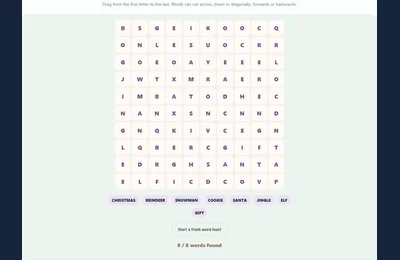 Drag from the first letter to the last. Words can run across, down or diagonally, forwards or backwards.
B S G E I K O O C Q
O N L E S U O C R R
G O E O A Y E E E L
J W T X M K A E R O
I M B A T O D H E C
N A N X S N C N N D
G N Q K I V C E G N
L Q B E R C G I F T
E D R G H S A N T A
E L F I C D C O V P
CHRISTMAS REINDEER SNOWMAN COOKIE SANTA JINGLE ELF
GIFT
Start a fresh word hunt
0 / 8 words found